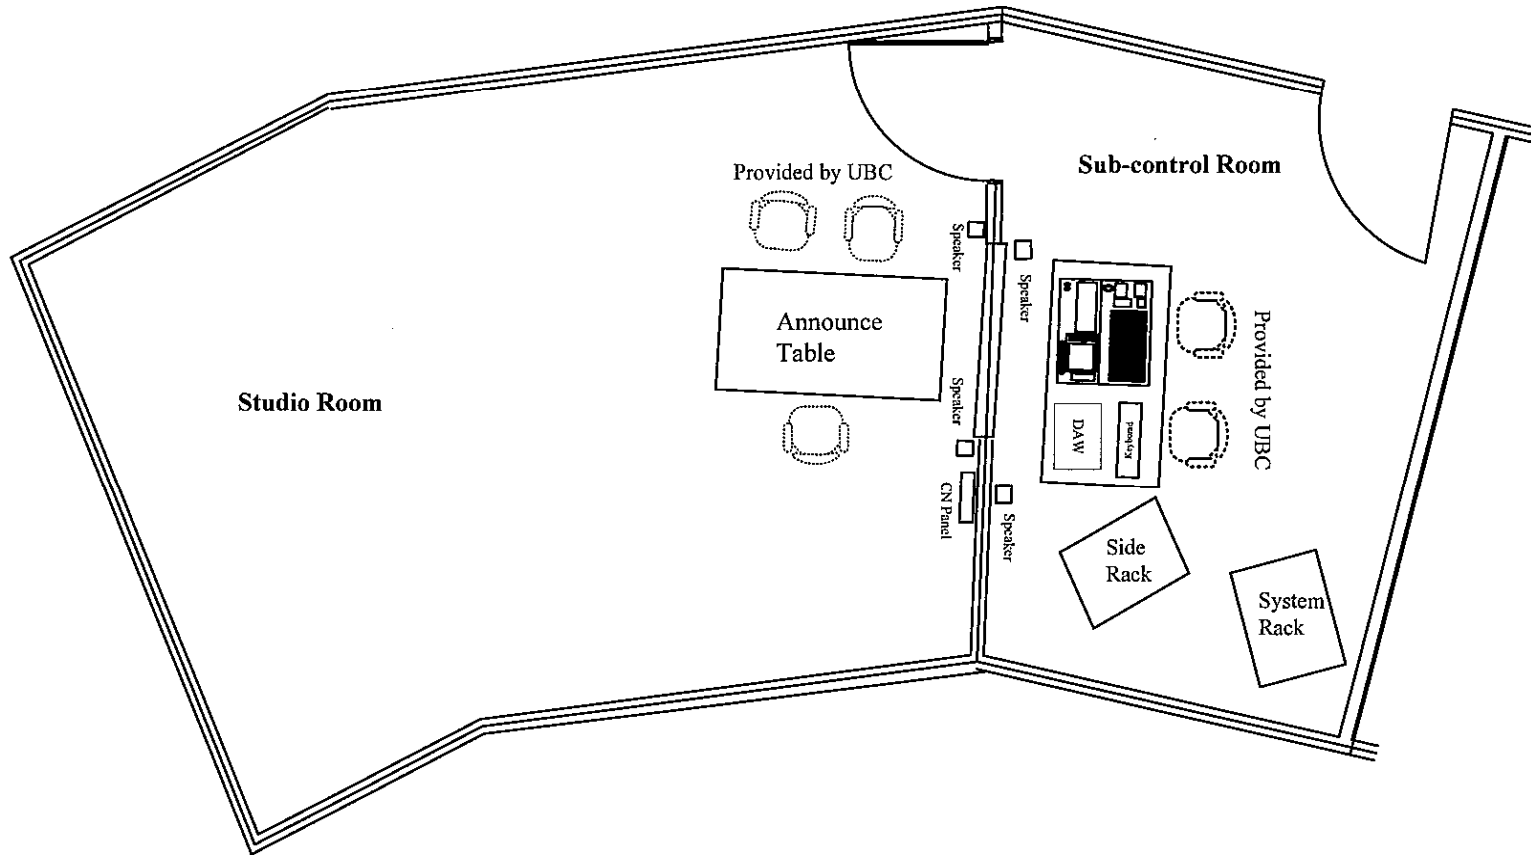 Provided by UBC
Sub-control Room
Speaker
Speaker
Announce
Table
Provided by UBC
Studio Room
Speaker
DAW
Keyboard
CN Panel
Speaker
Side
Rack
System
Rack